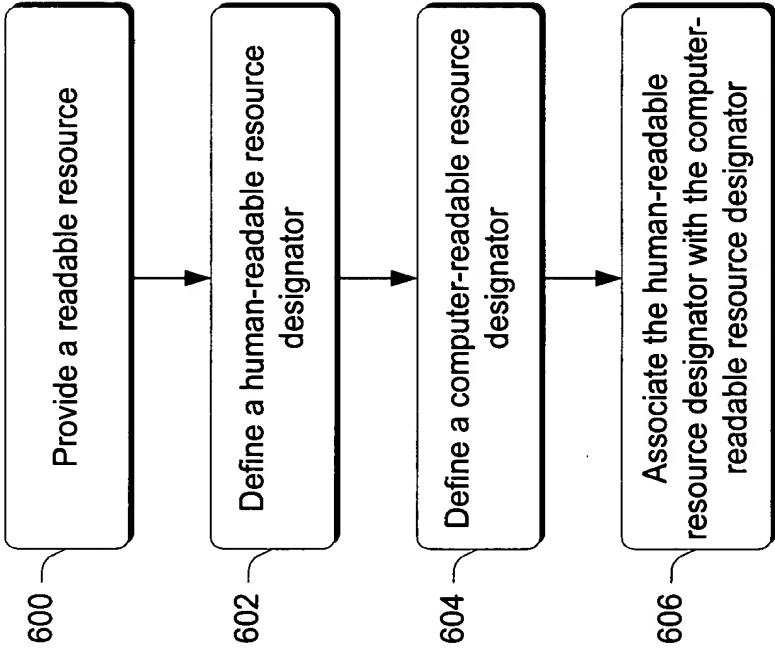 600
Provide a readable resource
602
Define a human-readable resource
designator
604
Define a computer-readable resource
designator
606
Associate the human-readable
resource designator with the computer-
readable resource designator